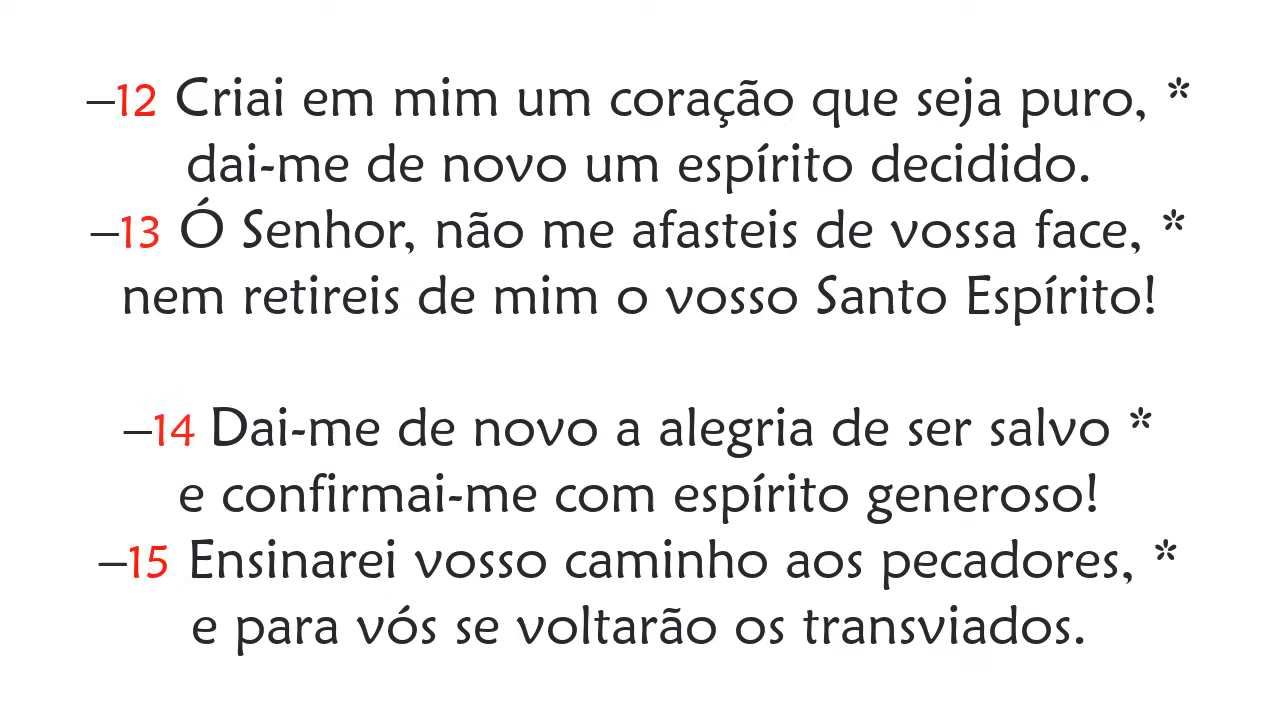 –12 Criai em mim um coração que seja puro, *
dai-me de novo um espírito decidido.
–13 Ó Senhor, não me afasteis de vossa face, *
nem retireis de mim o vosso Santo Espírito!
–14 Dai-me de novo a alegria de ser salvo *
e confirmai-me com espírito generoso!
–15 Ensinarei vosso caminho aos pecadores, *
e para vós se voltarão os transviados.